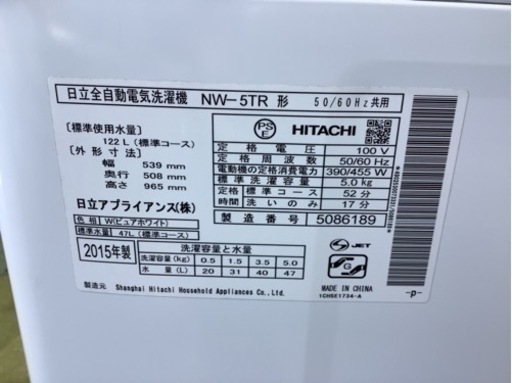 日立全自動電気洗濯機 NW-5TR 形 50/60Hz共用
〔標準使用水量〕
122 L (標準コース)
〔外 形 寸 法〕
幅 539 mm
奥行 508 mm
高さ 965 mm
日立アプライアンス(株)
色 相 W(ピュアホワイト)
標準水量 47L (標準コース)
PS
E
HITACHI
定格電圧 100 V
定格周波数 50/60 Hz
電動機の定格消費電力 390/455 W
標準洗濯容量 5.0 kg
定格 標準コース 52 分
時間 洗いのみ 17 分
製造番号 5086189
2015年製
洗濯容量と水量
洗濯容量(kg) 0.5 1.5 3.5 5.0
水量(L) 20 31 40 47
S-JET
MADE IN CHINA
1CHSE1734-A
製造元 Shanghai Hitachi Household Appliances Co., Ltd.
-p-